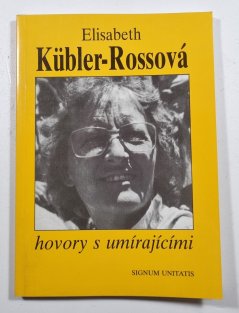 Elisabeth
Kübler-Rossová
hovory s umírajícími
SIGNUM UNITATIS